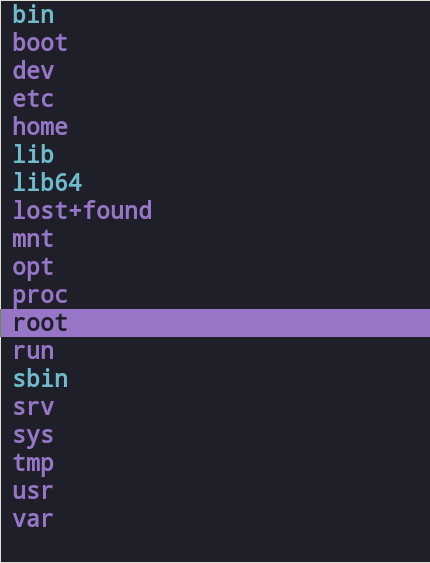 bin
boot
dev
etc
home
lib
lib64
lost+found
mnt
opt
proc
root
run
sbin
srv
sys
tmp
usr
var